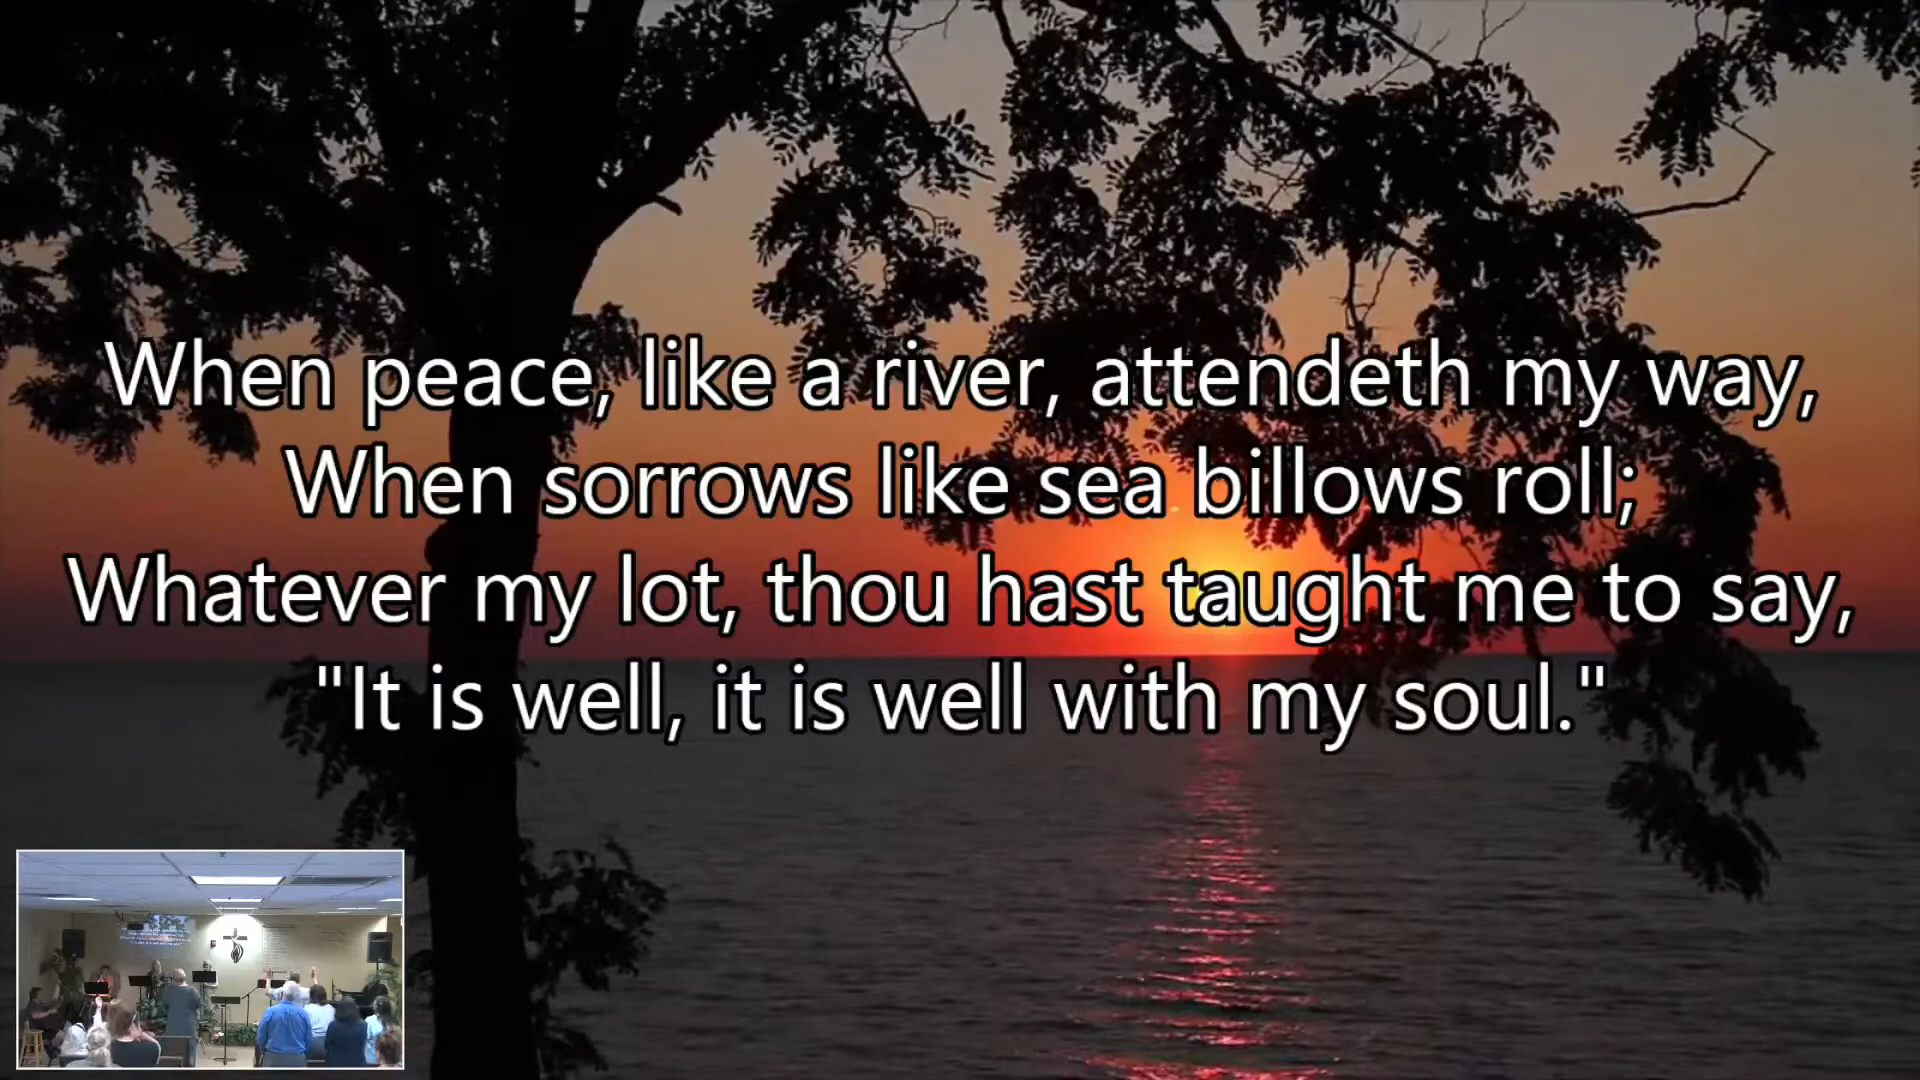 When peace, like a river, attendeth my way,
When sorrows like sea billows roll;
Whatever my lot, thou hast taught me to say,
"It is well, it is well with my soul."